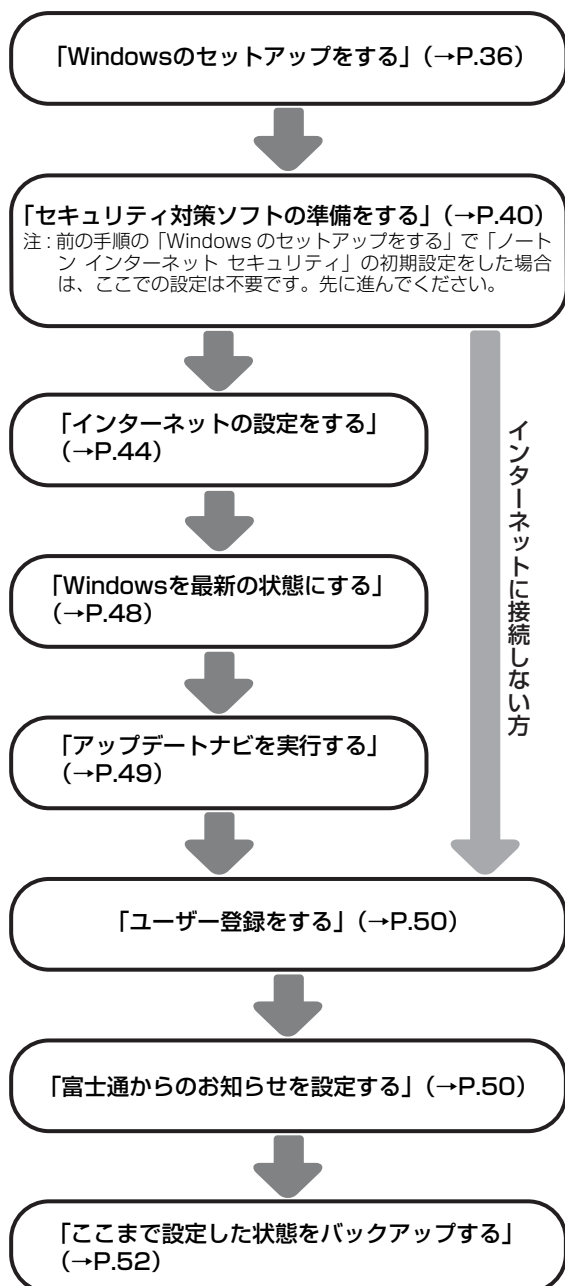 「Windowsのセットアップをする」（→P.36）
「セキュリティ対策ソフトの準備をする」（→P.40）
注：前の手順の「Windows のセットアップをする」で「ノート
ン インターネット セキュリティ」の初期設定をした場合
は、ここでの設定は不要です。先に進んでください。
「インターネットの設定をする」
（→P.44）
インターネットに接続しない方
「Windowsを最新の状態にする」
（→P.48）
「アップデートナビを実行する」
（→P.49）
「ユーザー登録をする」（→P.50）
「富士通からのお知らせを設定する」（→P.50）
「ここまで設定した状態をバックアップする」
（→P.52）